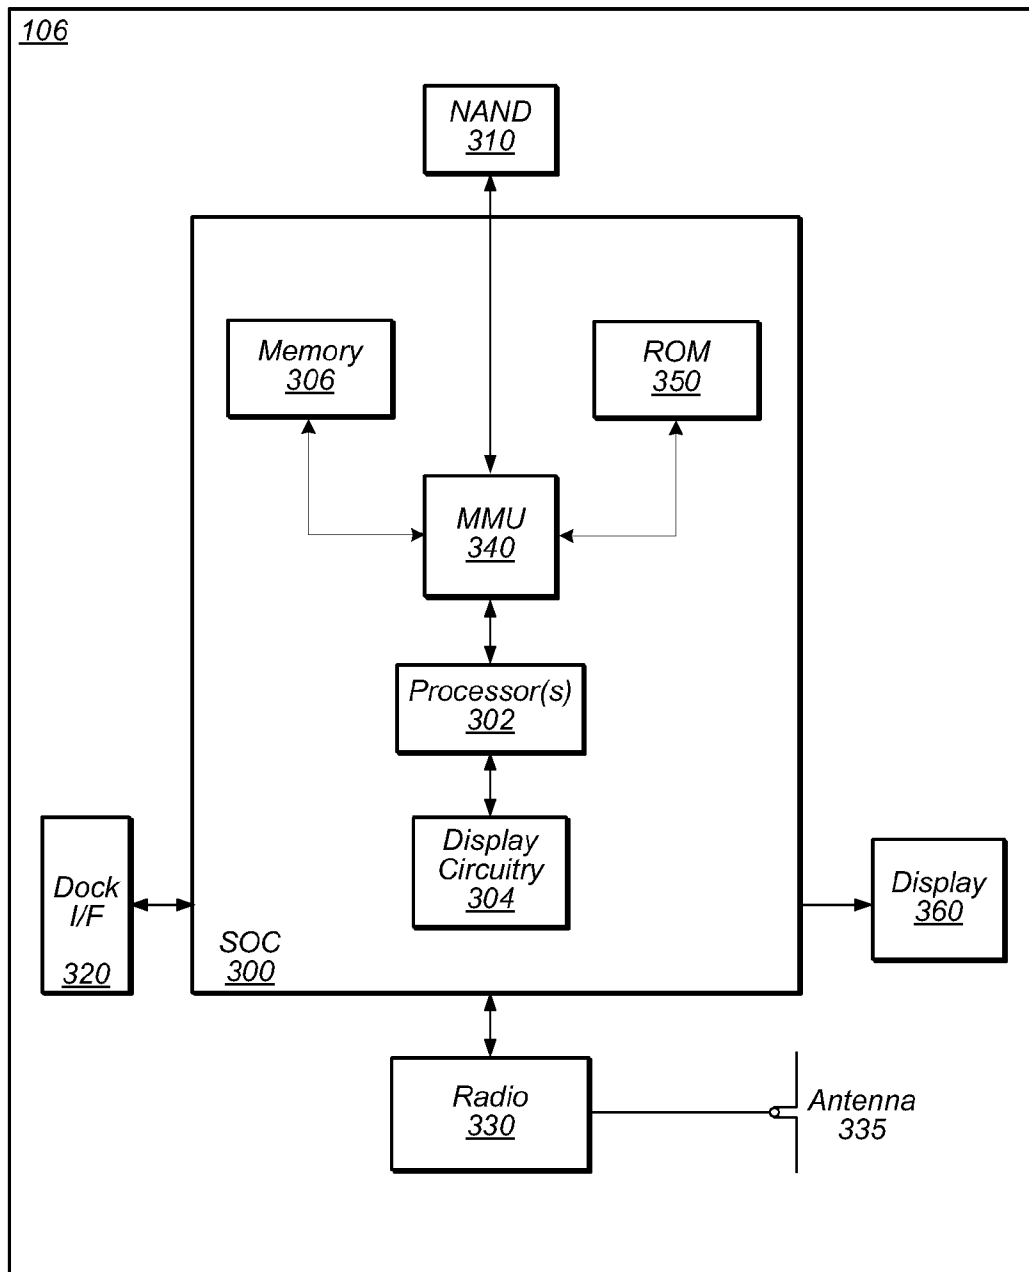 106
NAND
310
Memory
306
ROM
350
MMU
340
Processor(s)
302
Display
Circuitry
304
Dock
I/F
320
SOC
300
Display
360
Radio
330
Antenna
335